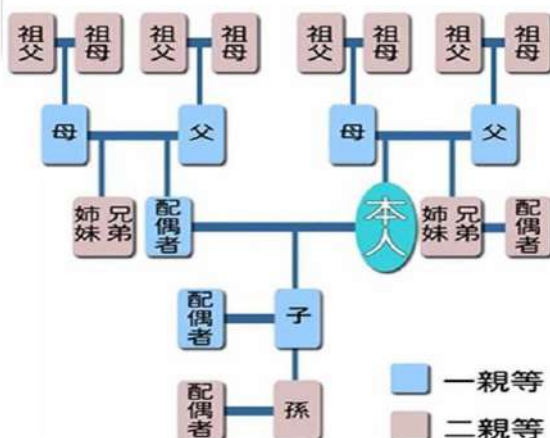 祖父 祖母 祖父 祖母 祖父 祖母 祖父 祖母
母 父 母 父
姉妹 兄弟 配偶者 本人 姉妹 兄弟 配偶者
配偶者 子
配偶者 孫
一親等
二親等